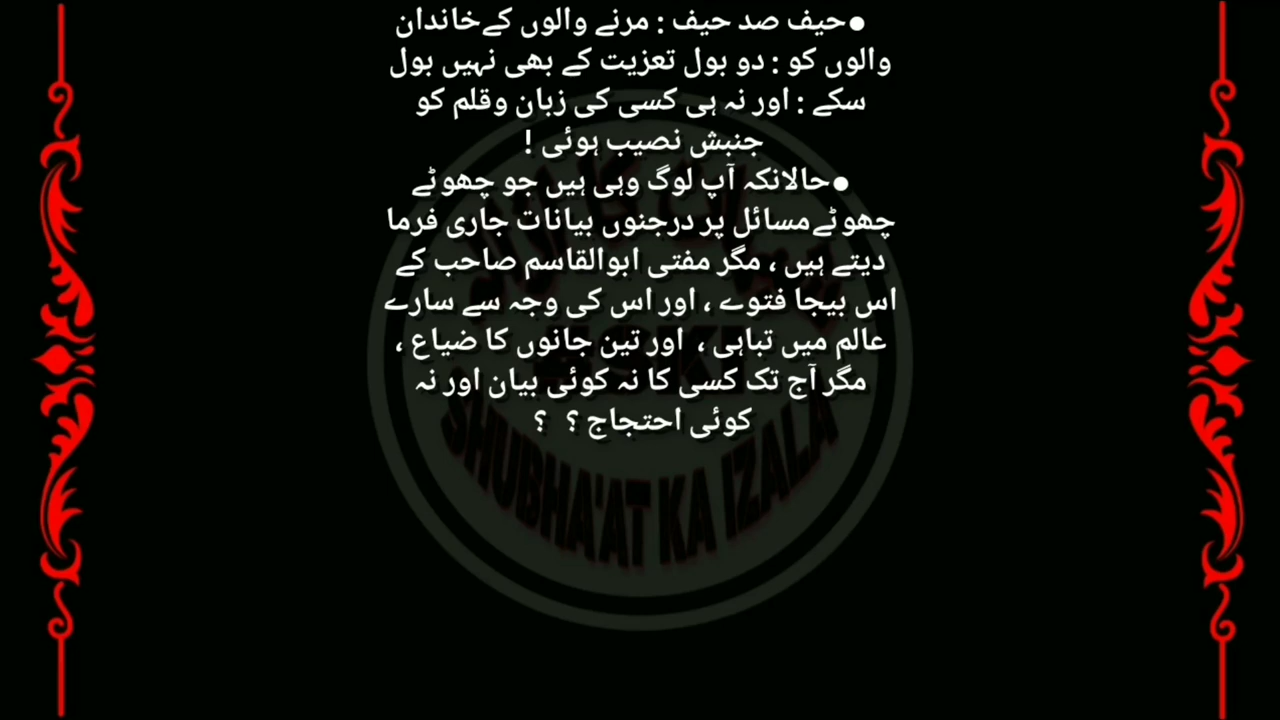 ●حیف صد حیف : مرنے والوں کےخاندان
والوں کو : دو بول تعزیت کے بھی نہیں بول
سکے : اور نہ ہی کسی کی زبان وقلم کو
جنبش نصیب ہوئی !
●حالانکہ آپ لوگ وہی ہیں جو چھوٹے
چھوٹےمسائل پر درجنوں بیانات جاری فرما
دیتے ہیں ، مگر مفتی ابوالقاسم صاحب کے
اس بیجا فتوے ، اور اس کی وجہ سے سارے
عالم میں تباہی ، اور تین جانوں کا ضیاع ،
مگر آج تک کسی کا نہ کوئی بیان اور نہ
کوئی احتجاج ؟ ؟
SHUBHA'AT KA IZALA